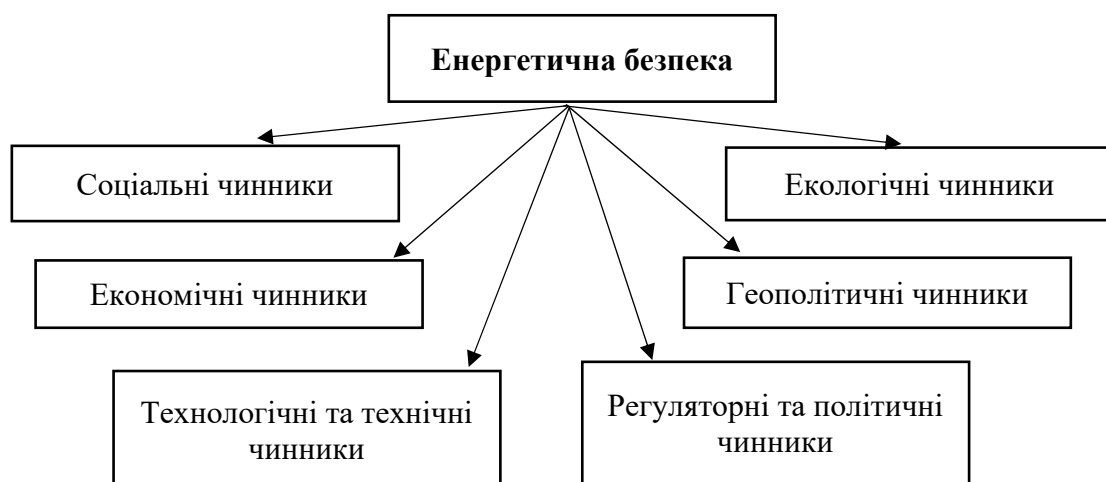 Енергетична безпека
Соціальні чинники
Екологічні чинники
Економічні чинники
Геополітичні чинники
Технологічні та технічні
чинники
Регуляторні та політичні
чинники